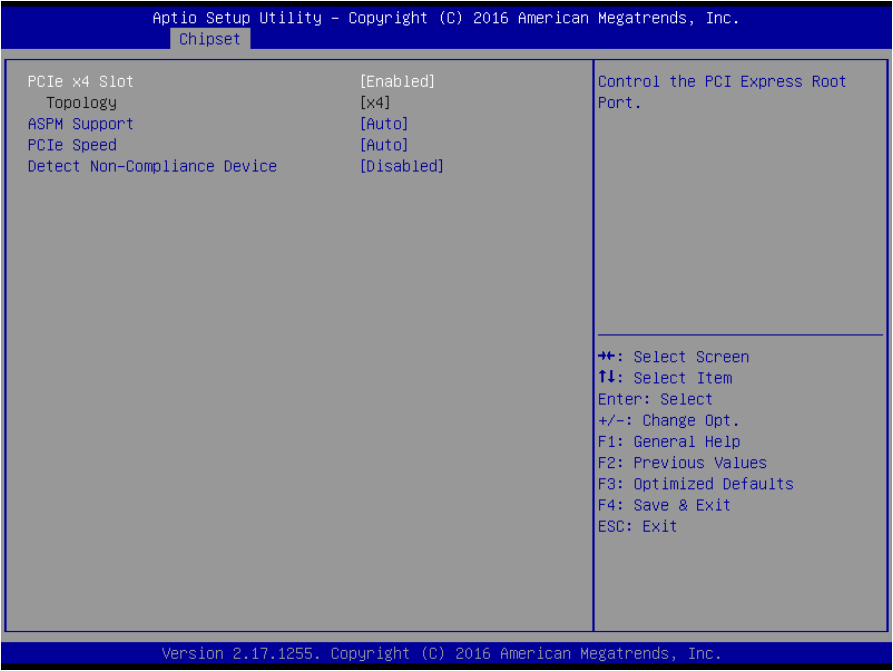 Aptio Setup Utility – Copyright (C) 2016 American Megatrends, Inc.
Chipset
PCIe x4 Slot [Enabled]
Topology [x4]
ASPM Support [Auto]
PCIe Speed [Auto]
Detect Non-Compliance Device [Disabled]
Control the PCI Express Root
Port.
→←: Select Screen
↑↓: Select Item
Enter: Select
+/-: Change Opt.
F1: General Help
F2: Previous Values
F3: Optimized Defaults
F4: Save & Exit
ESC: Exit
Version 2.17.1255. Copyright (C) 2016 American Megatrends, Inc.